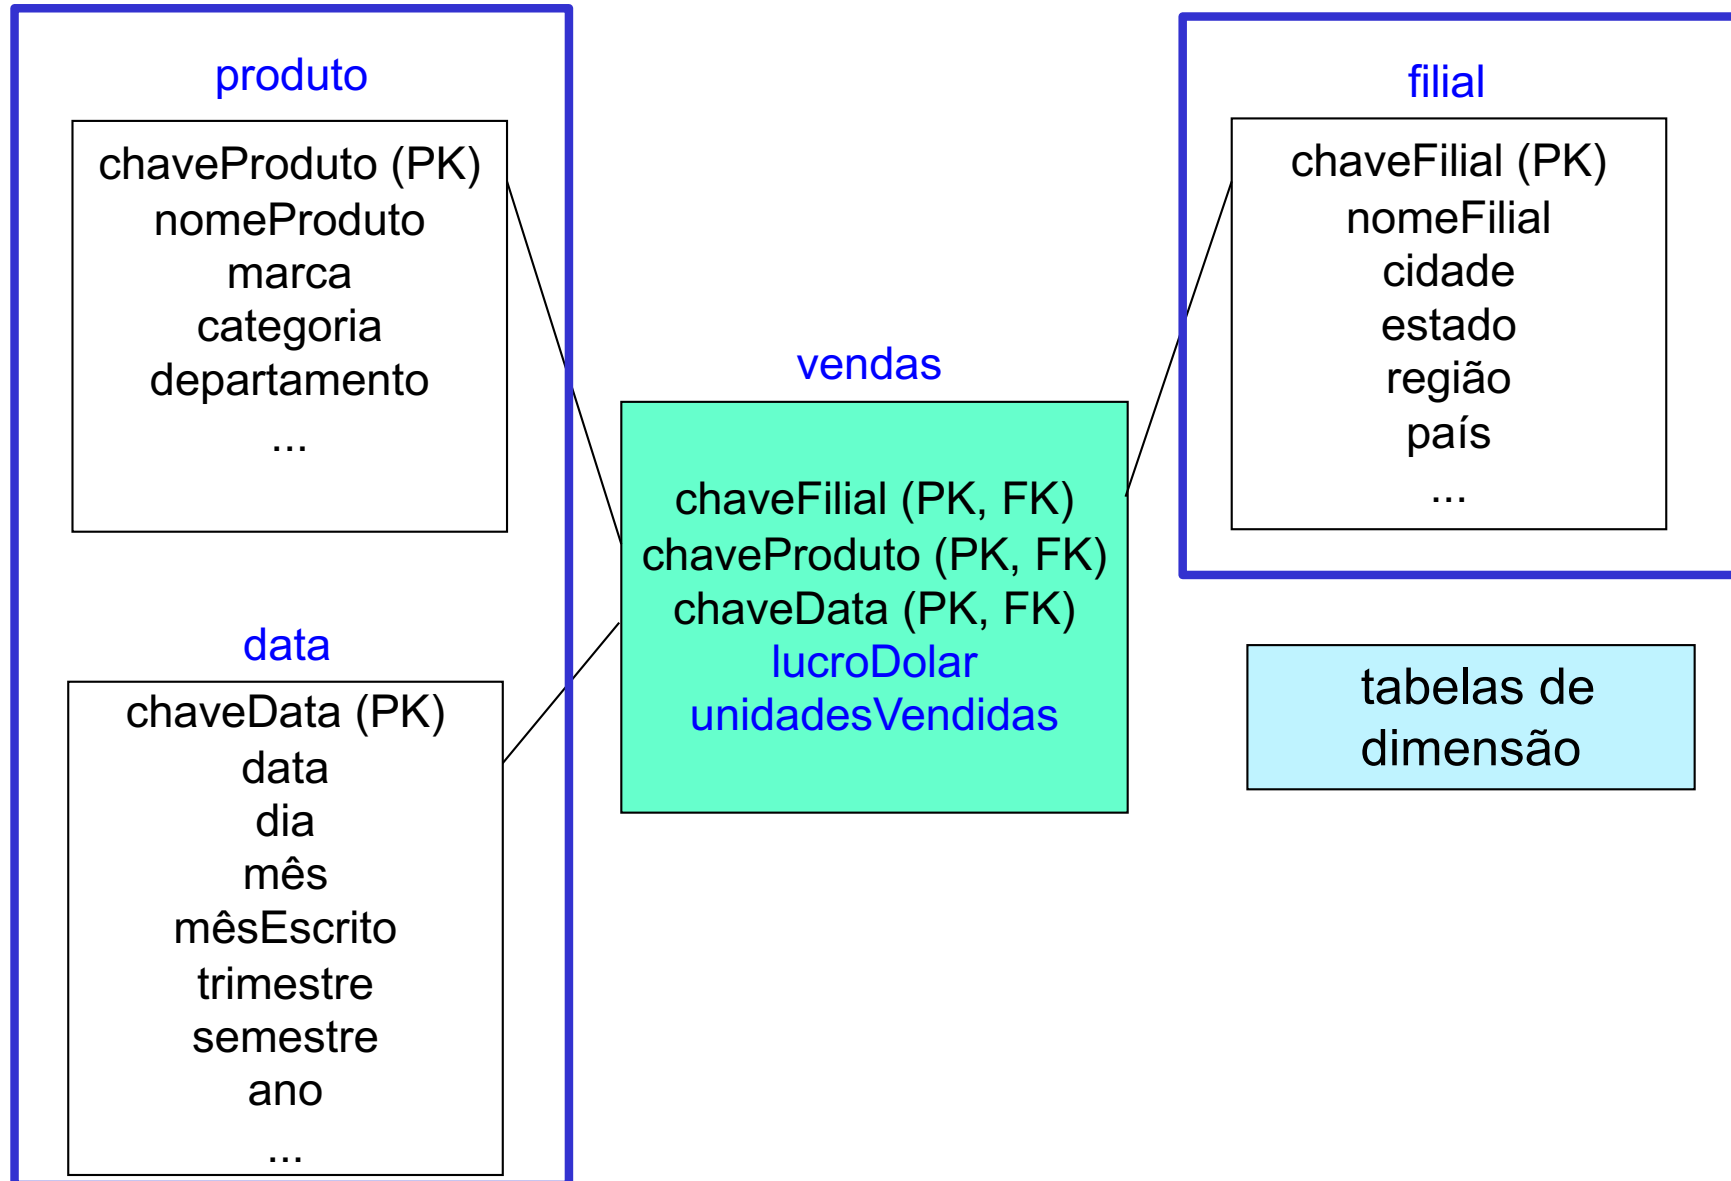 produto
chaveProduto (PK)
nomeProduto
marca
categoria
departamento
...
data
chaveData (PK)
data
dia
mês
mêsEscrito
trimestre
semestre
ano
...
vendas
chaveFilial (PK, FK)
chaveProduto (PK, FK)
chaveData (PK, FK)
lucroDolar
unidadesVendidas
filial
chaveFilial (PK)
nomeFilial
cidade
estado
região
país
...
tabelas de
dimensão